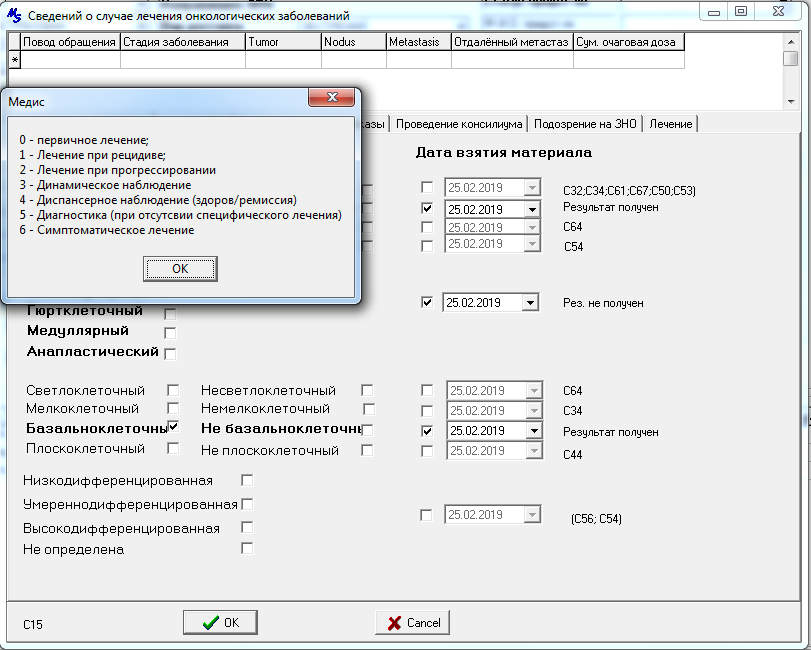 Сведений о случае лечения онкологических заболеваний
Повод обращения Стадия заболевания Tumor Nodus Metastasis Отдалённый метастаз Сум. очаговая доза
*
Медис
0 - первичное лечение;
1 - Лечение при рецидиве;
2 - Лечение при прогрессировании
3 - Динамическое наблюдение
4 - Диспансерное наблюдение (здоров/ремиссия)
5 - Диагностика (при отсутсвии специфического лечения)
6 - Симптоматическое лечение
OK
казы Проведение консилиума Подозрение на ЗНО Лечение
Дата взятия материала
25.02.2019 C32;C34;C61;C67;C50;C53)
25.02.2019 Результат получен
25.02.2019 C64
25.02.2019 C54
25.02.2019 Рез. не получен
Гюртклеточный
Медуллярный
Анапластический
Светлоклеточный Несветлоклеточный 25.02.2019 C64
Мелкоклеточный Немелкоклеточный 25.02.2019 C34
Базальноклеточны Не базальноклеточн 25.02.2019 Результат получен
Плоскоклеточный Не плоскоклеточный 25.02.2019 C44
Низкодифференцированная
Умереннодифференцированная 25.02.2019 (C56; C54)
Высокодифференцированная
Не определена
C15 OK Cancel